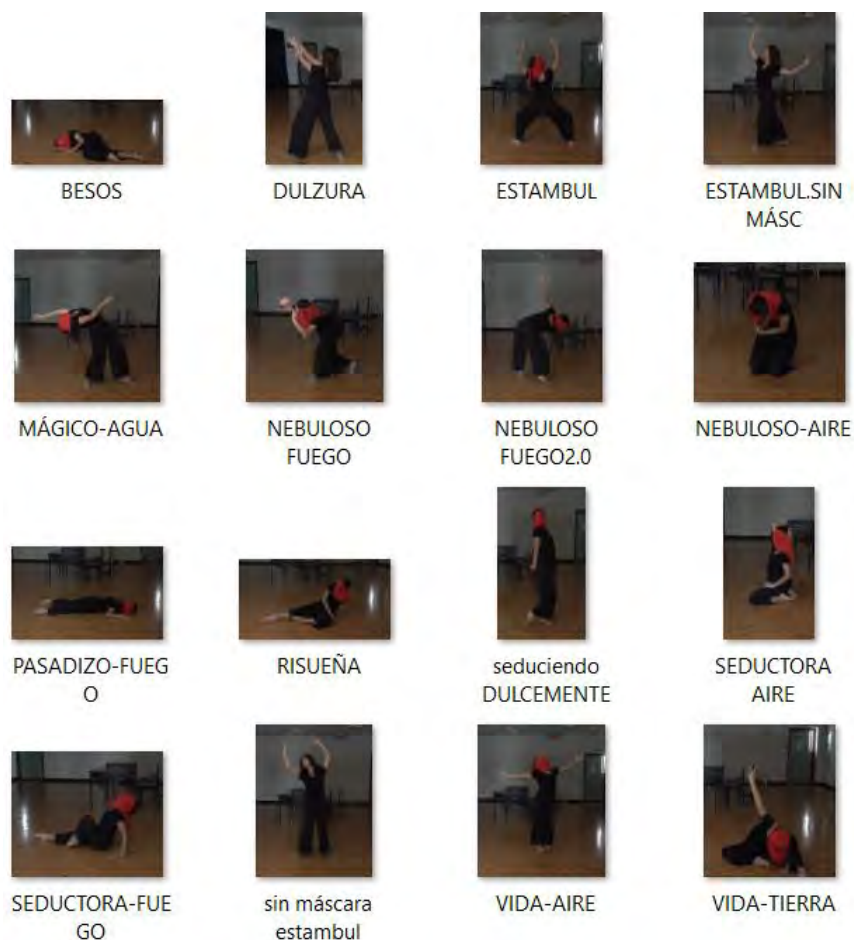 BESOS
DULZURA
ESTAMBUL
ESTAMBUL.SIN
MÁSC
MÁGICO-AGUA
NEBULOSO
FUEGO
NEBULOSO
FUEGO2.0
NEBULOSO-AIRE
PASADIZO-FUEG
O
RISUEÑA
seduciendo
DULCEMENTE
SEDUCTORA
AIRE
SEDUCTORA-FUE
GO
sin máscara
estambul
VIDA-AIRE
VIDA-TIERRA